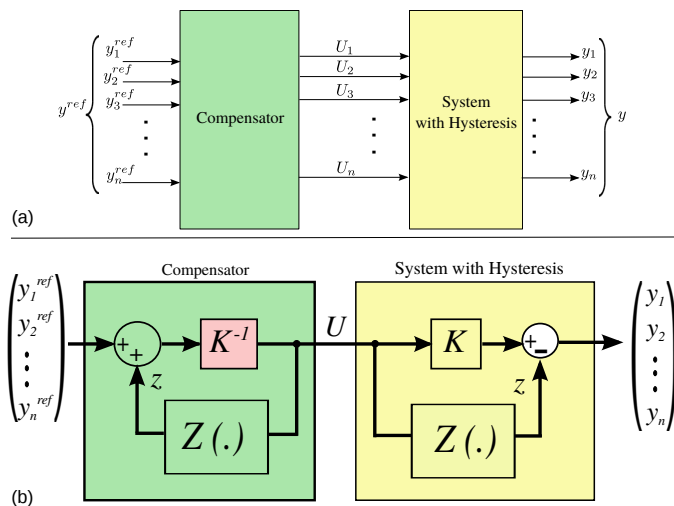 y_1^{ref}
y_2^{ref}
y_3^{ref}
y_n^{ref}
y^{ref}
Compensator
U_1
U_2
U_3
U_n
System
with Hysteresis
y_1
y_2
y_3
y_n
y
(a)
Compensator
System with Hysteresis
y_1^{ref}
y_2^{ref}
y_n^{ref}
+
+
K^{-1}
z
Z(.)
U
K
+
-
z
Z(.)
y_1
y_2
y_n
(b)